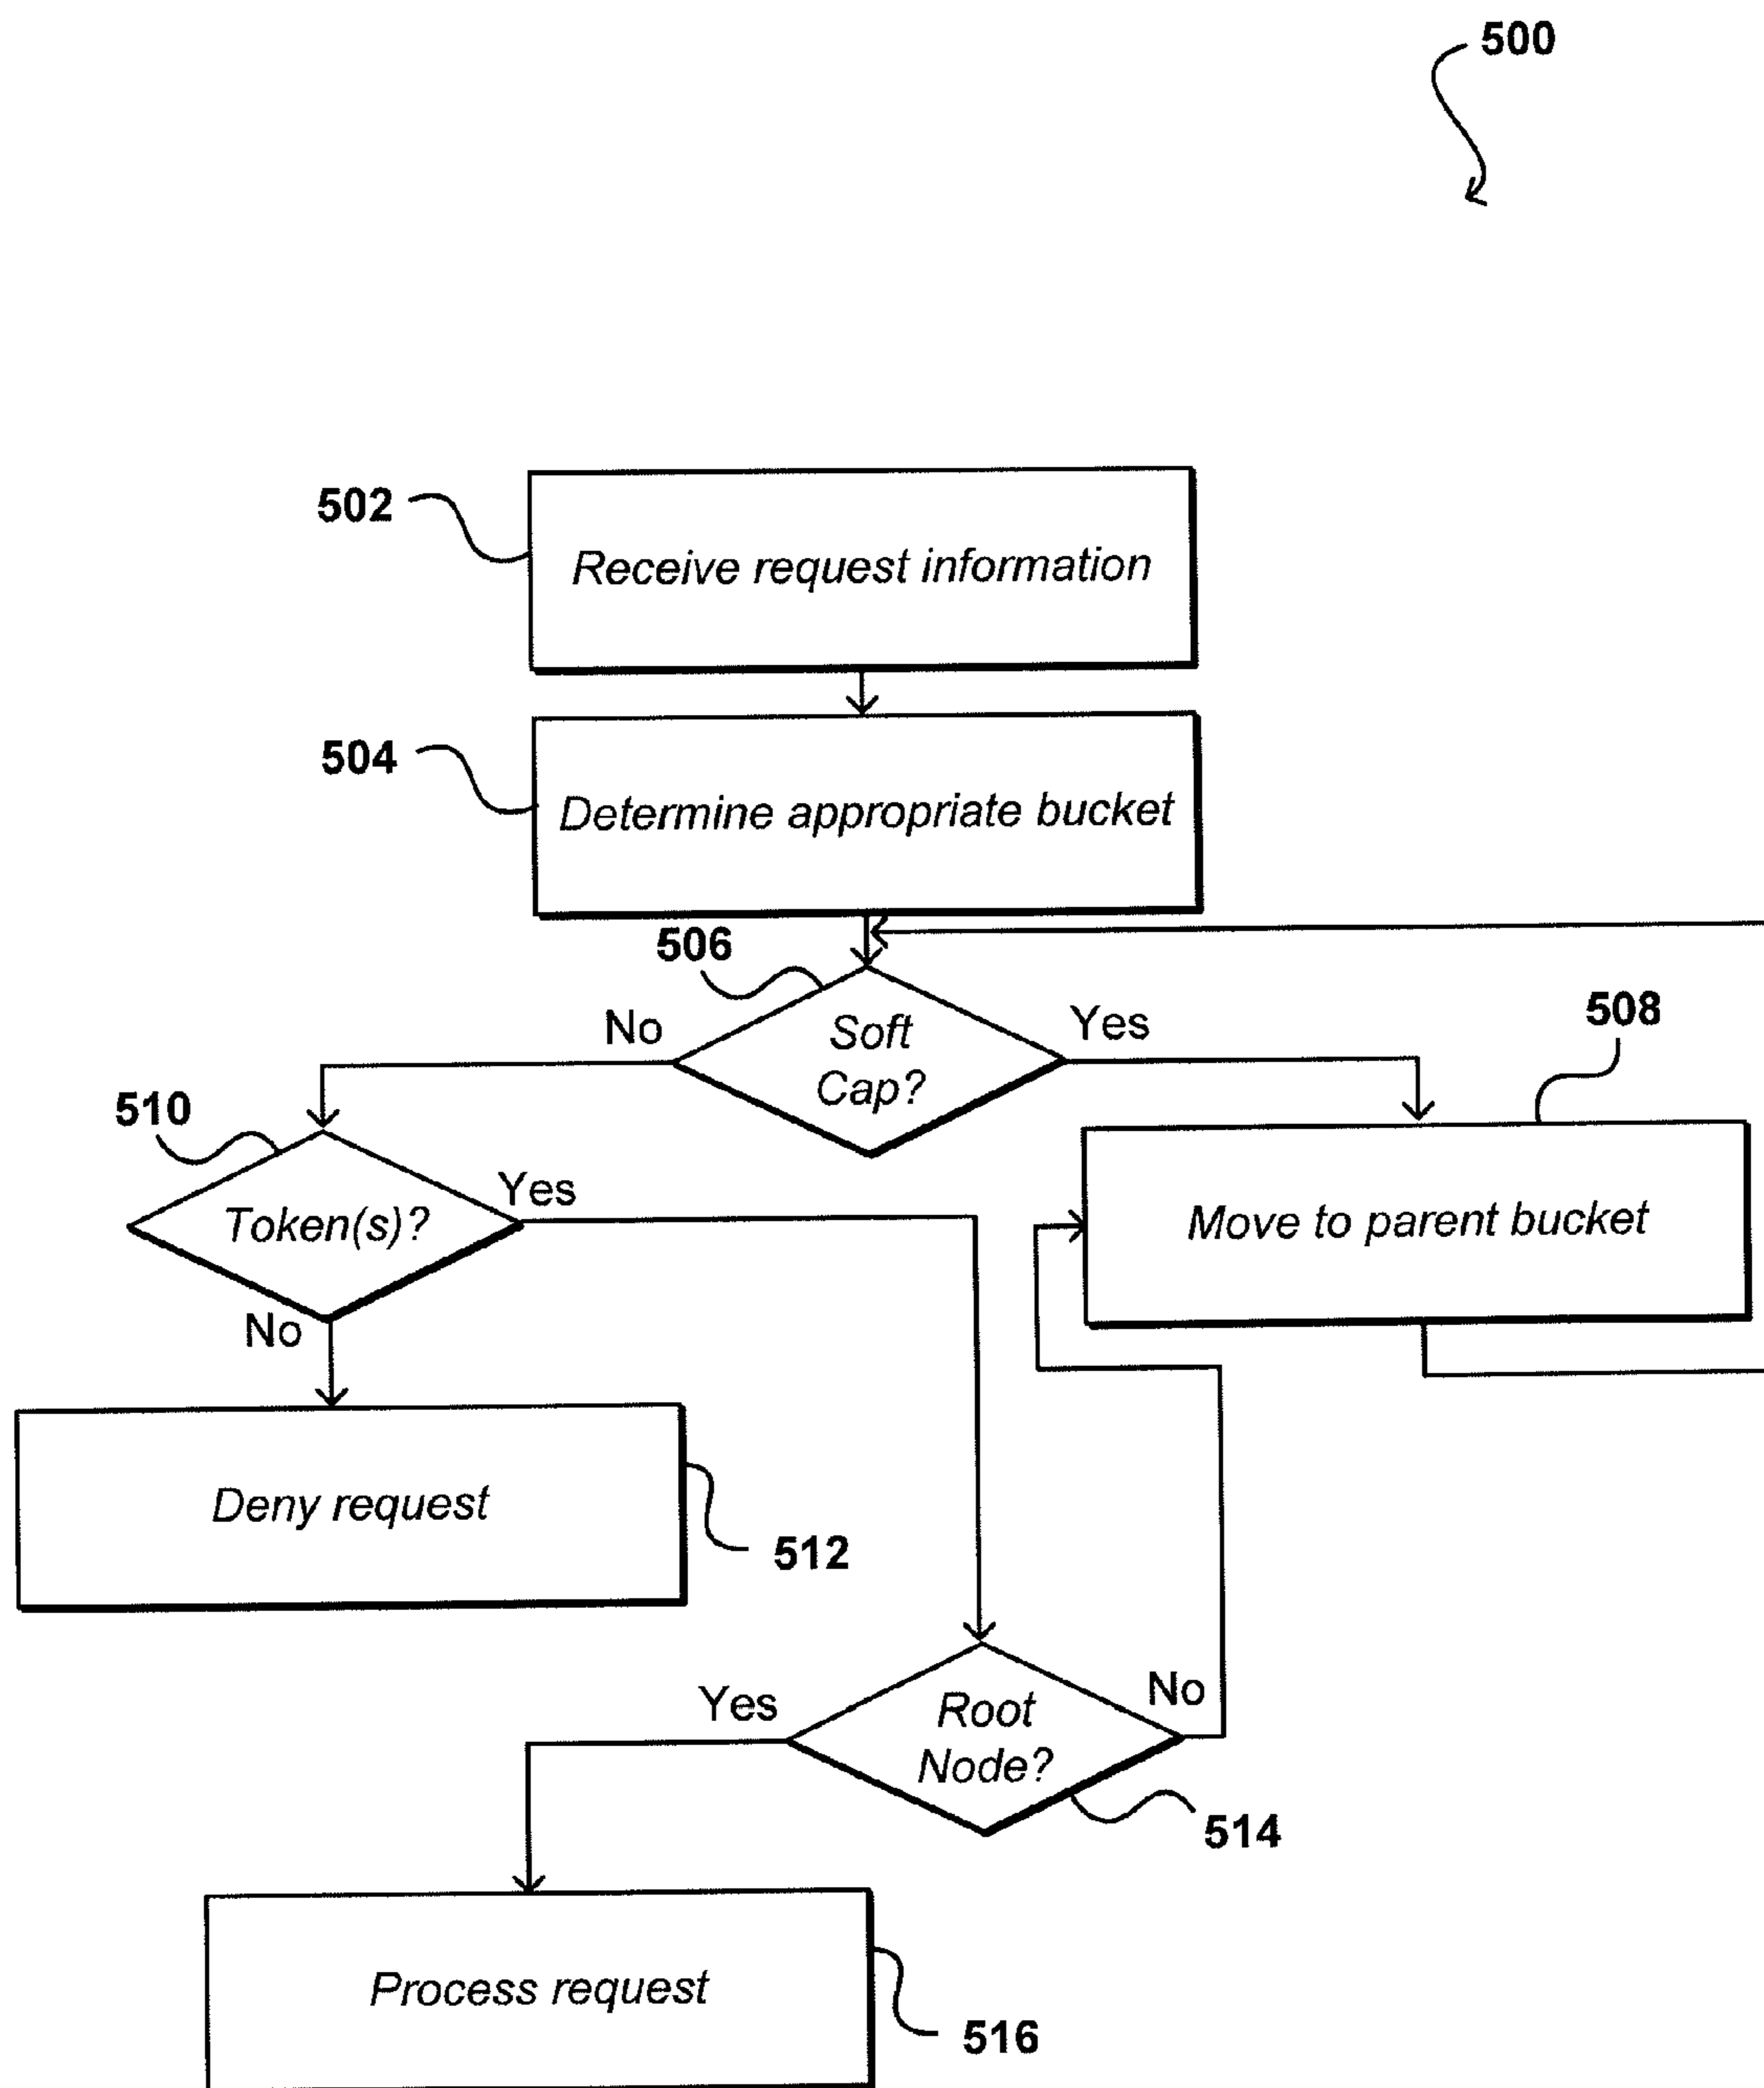 500
502
Receive request information
504
Determine appropriate bucket
506
No
Soft
Cap?
Yes
508
510
Token(s)?
Yes
Move to parent bucket
No
Deny request
512
Yes
Root
Node?
No
514
Process request
516